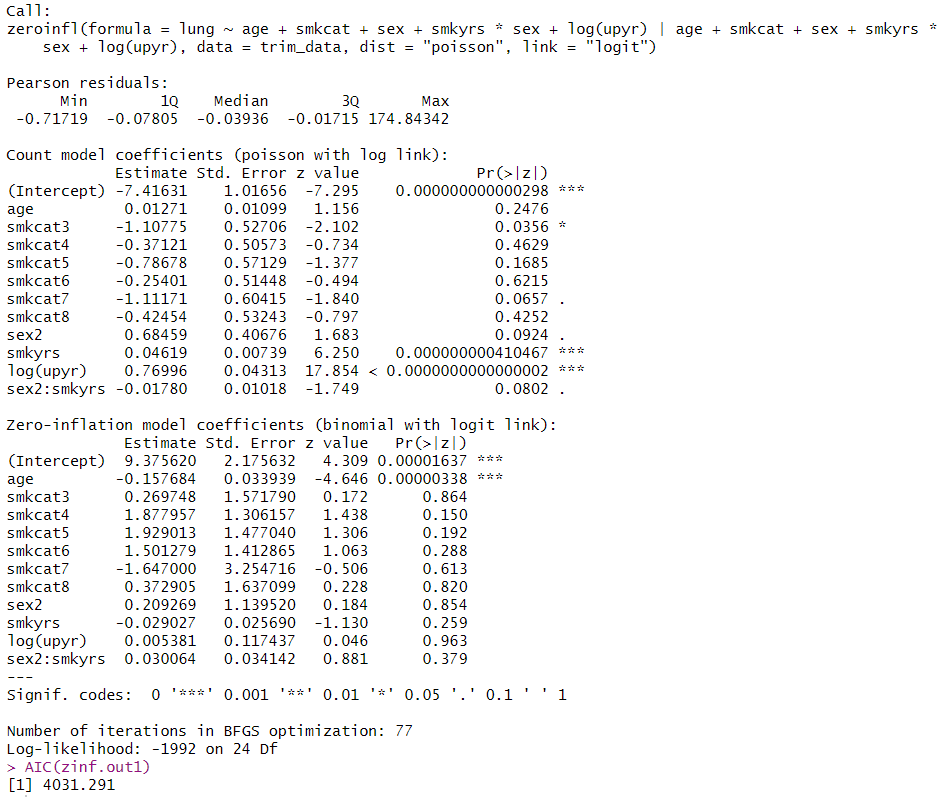 Call:
zeroinfl(formula = lung ~ age + smkcat + sex + smkyrs * sex + log(upyr) | age + smkcat + sex + smkyrs *
    sex + log(upyr), data = trim_data, dist = "poisson", link = "logit")

Pearson residuals:
      Min        1Q    Median        3Q       Max
 -0.71719  -0.07805  -0.03936  -0.01715 174.84342

Count model coefficients (poisson with log link):
            Estimate Std. Error z value             Pr(>|z|)
(Intercept) -7.41631    1.01656  -7.295    0.000000000000298 ***
age          0.01271    0.01099   1.156               0.2476
smkcat3     -1.10775    0.52706  -2.102               0.0356 *
smkcat4     -0.37121    0.50573  -0.734               0.4629
smkcat5     -0.78678    0.57129  -1.377               0.1685
smkcat6     -0.25401    0.51448  -0.494               0.6215
smkcat7     -1.11171    0.60415  -1.840               0.0657 .
smkcat8     -0.42454    0.53243  -0.797               0.4252
sex2         0.68459    0.40676   1.683               0.0924 .
smkyrs       0.04619    0.00739   6.250    0.000000000410467 ***
log(upyr)    0.76996    0.04313  17.854 < 0.0000000000000002 ***
sex2:smkyrs -0.01780    0.01018  -1.749               0.0802 .

Zero-inflation model coefficients (binomial with logit link):
             Estimate Std. Error z value   Pr(>|z|)
(Intercept)  9.375620   2.175632   4.309 0.00001637 ***
age         -0.157684   0.033939  -4.646 0.00000338 ***
smkcat3      0.269748   1.571790   0.172      0.864
smkcat4      1.877957   1.306157   1.438      0.150
smkcat5      1.929013   1.477040   1.306      0.192
smkcat6      1.501279   1.412865   1.063      0.288
smkcat7     -1.647000   3.254716  -0.506      0.613
smkcat8      0.372905   1.637099   0.228      0.820
sex2         0.209269   1.139520   0.184      0.854
smkyrs      -0.029027   0.025690  -1.130      0.259
log(upyr)    0.005381   0.117437   0.046      0.963
sex2:smkyrs  0.030064   0.034142   0.881      0.379
---
Signif. codes:  0 '***' 0.001 '**' 0.01 '*' 0.05 '.' 0.1 ' ' 1

Number of iterations in BFGS optimization: 77
Log-likelihood: -1992 on 24 Df
> AIC(zinf.out1)
[1] 4031.291